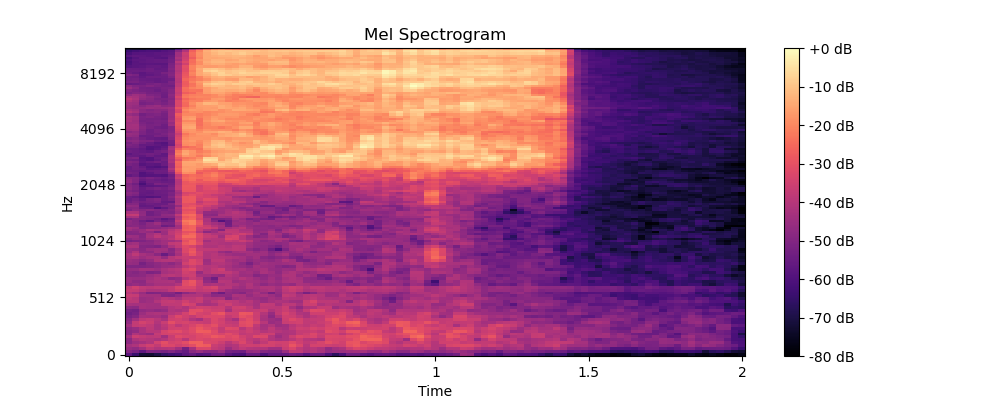 Mel Spectrogram
Hz
8192
4096
2048
1024
512
0
0
0.5
1
1.5
2
Time
+0 dB
-10 dB
-20 dB
-30 dB
-40 dB
-50 dB
-60 dB
-70 dB
-80 dB